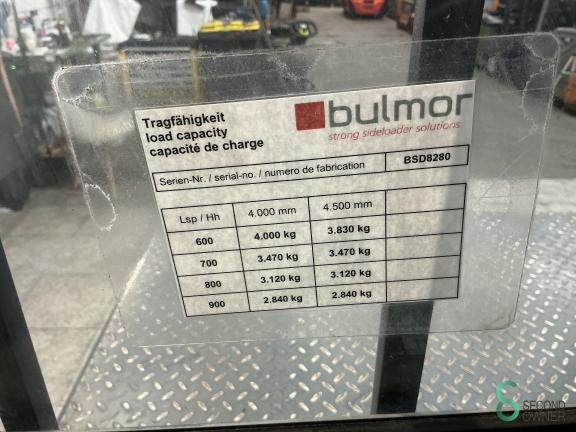 Tragfähigkeit
load capacity
capacité de charge
bulmor
strong sideloader solutions
Serien-Nr. / serial-no. / numero de fabrication BSD8280
Lsp / Hh 4.000 mm 4.500 mm
600 4.000 kg 3.830 kg
700 3.470 kg 3.470 kg
800 3.120 kg 3.120 kg
900 2.840 kg 2.840 kg
SECOND
OWNER